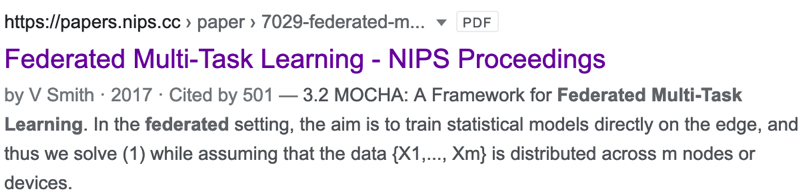 https://papers.nips.cc › paper › 7029-federated-m... PDF
Federated Multi-Task Learning - NIPS Proceedings
by V Smith · 2017 · Cited by 501 — 3.2 MOCHA: A Framework for Federated Multi-Task
Learning. In the federated setting, the aim is to train statistical models directly on the edge, and
thus we solve (1) while assuming that the data {X1,..., Xm} is distributed across m nodes or
devices.